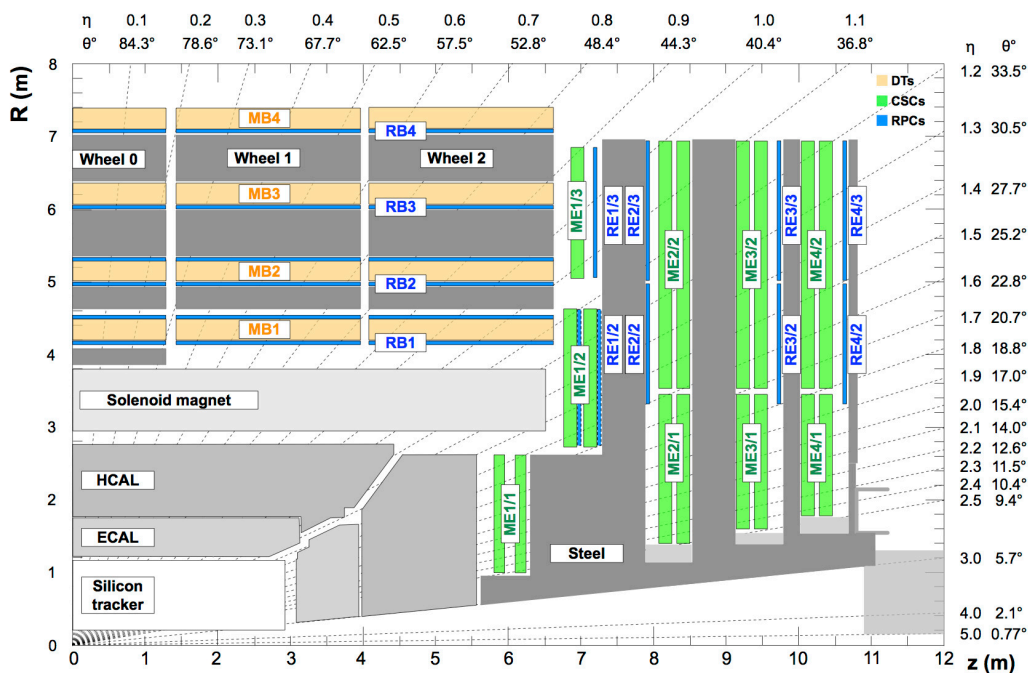 η 0.1 0.2 0.3 0.4 0.5 0.6 0.7 0.8 0.9 1.0 1.1
θ° 84.3° 78.6° 73.1° 67.7° 62.5° 57.5° 52.8° 48.4° 44.3° 40.4° 36.8° η θ°
R (m)
8
7
6
5
4
3
2
1
0
1.2 33.5°
1.3 30.5°
1.4 27.7°
1.5 25.2°
1.6 22.8°
1.7 20.7°
1.8 18.8°
1.9 17.0°
2.0 15.4°
2.1 14.0°
2.2 12.6°
2.3 11.5°
2.4 10.4°
2.5 9.4°
3.0 5.7°
4.0 2.1°
5.0 0.77°
DTs
CSCs
RPCs
MB4
RB4
Wheel 0 Wheel 1 Wheel 2
MB3
RB3
MB2
RB2
MB1
RB1
Solenoid magnet
HCAL
ECAL
Silicon
tracker
Steel
ME1/3
ME1/2
ME1/1
RE1/3
RE2/3
RE1/2
RE2/2
ME2/2
ME2/1
ME3/2
ME3/1
RE3/3
RE3/2
ME4/2
ME4/1
RE4/3
RE4/2
0 1 2 3 4 5 6 7 8 9 10 11 12
z (m)